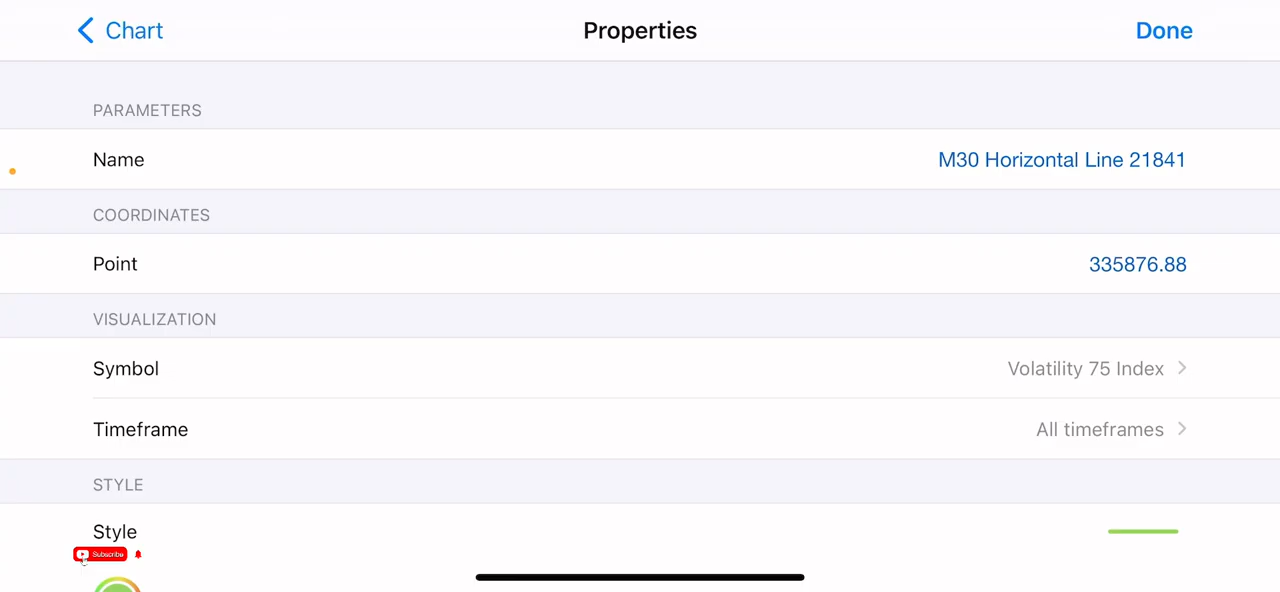 Chart
Properties
Done
PARAMETERS
Name
M30 Horizontal Line 21841
COORDINATES
Point
335876.88
VISUALIZATION
Symbol
Volatility 75 Index
Timeframe
All timeframes
STYLE
Style
Subscribe